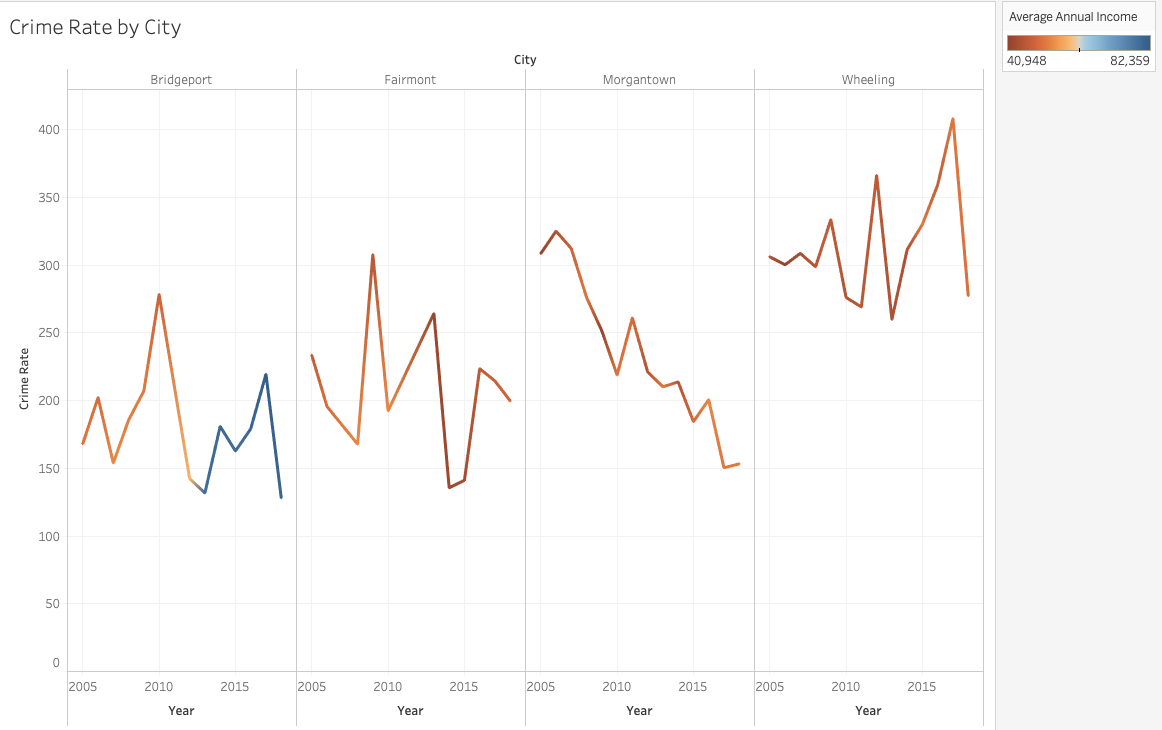 Crime Rate by City
City
Bridgeport Fairmont Morgantown Wheeling
400
350
300
250
200
150
100
50
0
Crime Rate
2005 2010 2015 2005 2010 2015 2005 2010 2015 2005 2010 2015
Year Year Year Year
Average Annual Income
40,948 82,359